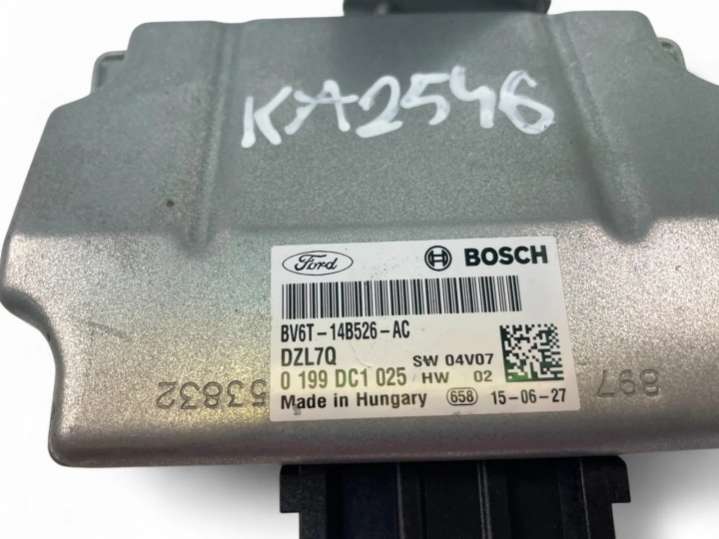 KA2546
Ford BOSCH
BV6T-14B526-AC
DZL7Q SW 04V07
0 199 DC1 025 HW 02
Made in Hungary 658 15-06-27
53832
897